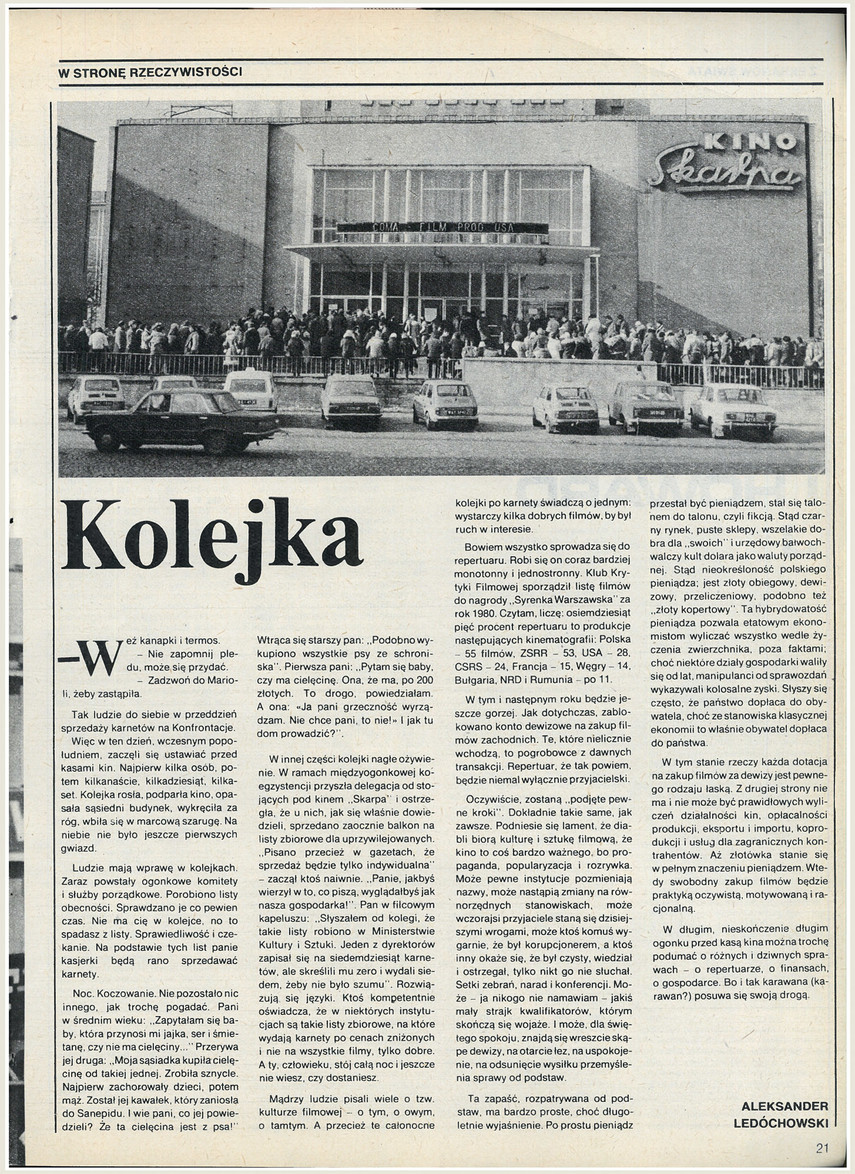 W STRONĘ RZECZYWISTOŚCI
KINO
Skarpa
COMA - FILM PROD USA
Kolejka
–Weź kanapki i termos.
– Nie zapomnij ple-
du, może się przydać.
– Zadzwoń do Mario-
li, żeby zastąpiła.
Tak ludzie do siebie w przeddzień
sprzedaży karnetów na Konfrontacje.
Więc w ten dzień, wczesnym popo-
łudniem, zaczęli się ustawiać przed
kasami kin. Najpierw kilka osób, po-
tem kilkanaście, kilkadziesiąt, kilka-
set. Kolejka rosła, podparła kino, opa-
sała sąsiedni budynek, wykręciła za
róg, wbiła się w marcową szarugę. Na
niebie nie było jeszcze pierwszych
gwiazd.
Ludzie mają wprawę w kolejkach.
Zaraz powstały ogonkowe komitety
i służby porządkowe. Porobiono listy
obecności. Sprawdzano je co pewien
czas. Nie ma cię w kolejce, no to
spadasz z listy. Sprawiedliwość i cze-
kanie. Na podstawie tych list panie
kasjerki będą rano sprzedawać
karnety.
Noc. Koczowanie. Nie pozostało nic
innego, jak trochę pogadać. Pani
w średnim wieku: „Zapytałam się ba-
by, która przynosi mi jajka, ser i śmie-
tanę, czy nie ma cielęciny...” Przerywa
jej druga: „Moja sąsiadka kupiła cielę-
cinę od takiej jednej. Zrobiła sznycle.
Najpierw zachorowały dzieci, potem
mąż. Został jej kawałek, który zaniosła
do Sanepidu. I wie pani, co jej powie-
dzieli? Że ta cielęcina jest z psa!”
Wtrąca się starszy pan: „Podobno wy-
kupiono wszystkie psy ze schroni-
ska”. Pierwsza pani: „Pytam się baby,
czy ma cielęcinę. Ona, że ma, po 200
złotych. To drogo, powiedziałam.
A ona: «Ja pani grzeczność wyrzą-
dzam. Nie chce pani, to nie!» I jak tu
dom prowadzić?”.
W innej części kolejki nagłe ożywie-
nie. W ramach międzyogonkowej ko-
egzystencji przyszła delegacja od sto-
jących pod kinem „Skarpa” i ostrze-
gła, że u nich, jak się właśnie dowie-
dzieli, sprzedano zaocznie balkon na
listy zbiorowe dla uprzywilejowanych.
„Pisano przecież w gazetach, że
sprzedaż będzie tylko indywidualna”
– zaczął ktoś naiwnie. „Panie, jakbyś
wierzył w to, co piszą, wyglądałbyś jak
nasza gospodarka!”. Pan w filcowym
kapeluszu: „Słyszałem od kolegi, że
takie listy robiono w Ministerstwie
Kultury i Sztuki. Jeden z dyrektorów
zapisał się na siedemdziesiąt karne-
tów, ale skreślili mu zero i wydali sie-
dem, żeby nie było szumu”. Rozwią-
zują się języki. Ktoś kompetentnie
oświadcza, że w niektórych instytu-
cjach są takie listy zbiorowe, na które
wydają karnety po cenach zniżonych
i nie na wszystkie filmy, tylko dobre.
A ty, człowieku, stój całą noc i jeszcze
nie wiesz, czy dostaniesz.
Mądrzy ludzie pisali wiele o tzw.
kulturze filmowej – o tym, o owym,
o tamtym. A przecież te całonocne
kolejki po karnety świadczą o jednym:
wystarczy kilka dobrych filmów, by był
ruch w interesie.
Bowiem wszystko sprowadza się do
repertuaru. Robi się on coraz bardziej
monotonny i jednostronny. Klub Kry-
tyki Filmowej sporządził listę filmów
do nagrody „Syrenka Warszawska” za
rok 1980. Czytam, liczę: osiemdziesiąt
pięć procent repertuaru to produkcje
następujących kinematografii: Polska
– 55 filmów, ZSRR – 53, USA – 28,
CSRS – 24, Francja – 15, Węgry – 14,
Bułgaria, NRD i Rumunia – po 11.
W tym i następnym roku będzie je-
szcze gorzej. Jak dotychczas, zablo-
kowano konto dewizowe na zakup fil-
mów zachodnich. Te, które nielicznie
wchodzą, to pogrobowce z dawnych
transakcji. Repertuar, że tak powiem,
będzie niemal wyłącznie przyjacielski.
Oczywiście, zostaną „podjęte pew-
ne kroki”. Dokładnie takie same, jak
zawsze. Podniesie się lament, że dia-
bli biorą kulturę i sztukę filmową, że
kino to coś bardzo ważnego, bo pro-
paganda, popularyzacja i rozrywka.
Może pewne instytucje pozmieniają
nazwy, może nastąpią zmiany na rów-
norzędnych stanowiskach, może
wczorajsi przyjaciele staną się dzisiej-
szymi wrogami, może ktoś komuś wy-
garnie, że był korupcjonerem, a ktoś
inny okaże się, że był czysty, wiedział
i ostrzegał, tylko nikt go nie słuchał.
Setki zebrań, narad i konferencji. Mo-
że – ja nikogo nie namawiam – jakiś
mały strajk kwalifikatorów, którym
skończą się wojaże. I może, dla świę-
tego spokoju, znajdą się wreszcie ską-
pe dewizy, na otarcie łez, na uspokoje-
nie, na odsunięcie wysiłku przemyśle-
nia sprawy od podstaw.
Ta zapaść, rozpatrywana od pod-
staw, ma bardzo proste, choć długo-
letnie wyjaśnienie. Po prostu pieniądz
przestał być pieniądzem, stał się talo-
nem do talonu, czyli fikcją. Stąd czar-
ny rynek, puste sklepy, wszelakie do-
bra dla „swoich” i urzędowy bałwoch-
walczy kult dolara jako waluty porząd-
nej. Stąd nieokreśloność polskiego
pieniądza; jest złoty obiegowy, dewi-
zowy, przeliczeniowy, podobno też
„złoty kopertowy”. Ta hybrydowatość
pieniądza pozwala etatowym ekono-
mistom wyliczać wszystko wedle ży-
czenia zwierzchnika, poza faktami;
choć niektóre działy gospodarki waliły
się od lat, manipulanci od sprawozdań
wykazywali kolosalne zyski. Słyszy się
często, że państwo dopłaca do oby-
watela, choć ze stanowiska klasycznej
ekonomii to właśnie obywatel dopłaca
do państwa.
W tym stanie rzeczy każda dotacja
na zakup filmów za dewizy jest pewne-
go rodzaju łaską. Z drugiej strony nie
ma i nie może być prawidłowych wyli-
czeń działalności kin, opłacalności
produkcji, eksportu i importu, kopro-
dukcji i usług dla zagranicznych kon-
trahentów. Aż złotówka stanie się
w pełnym znaczeniu pieniądzem. Wte-
dy swobodny zakup filmów będzie
praktyką oczywistą, motywowaną i ra-
cjonalną.
W długim, nieskończenie długim
ogonku przed kasą kina można trochę
podumać o różnych i dziwnych spra-
wach – o repertuarze, o finansach,
o gospodarce. Bo i tak karawana (ka-
rawan?) posuwa się swoją drogą.
ALEKSANDER
LEDÓCHOWSKI
21